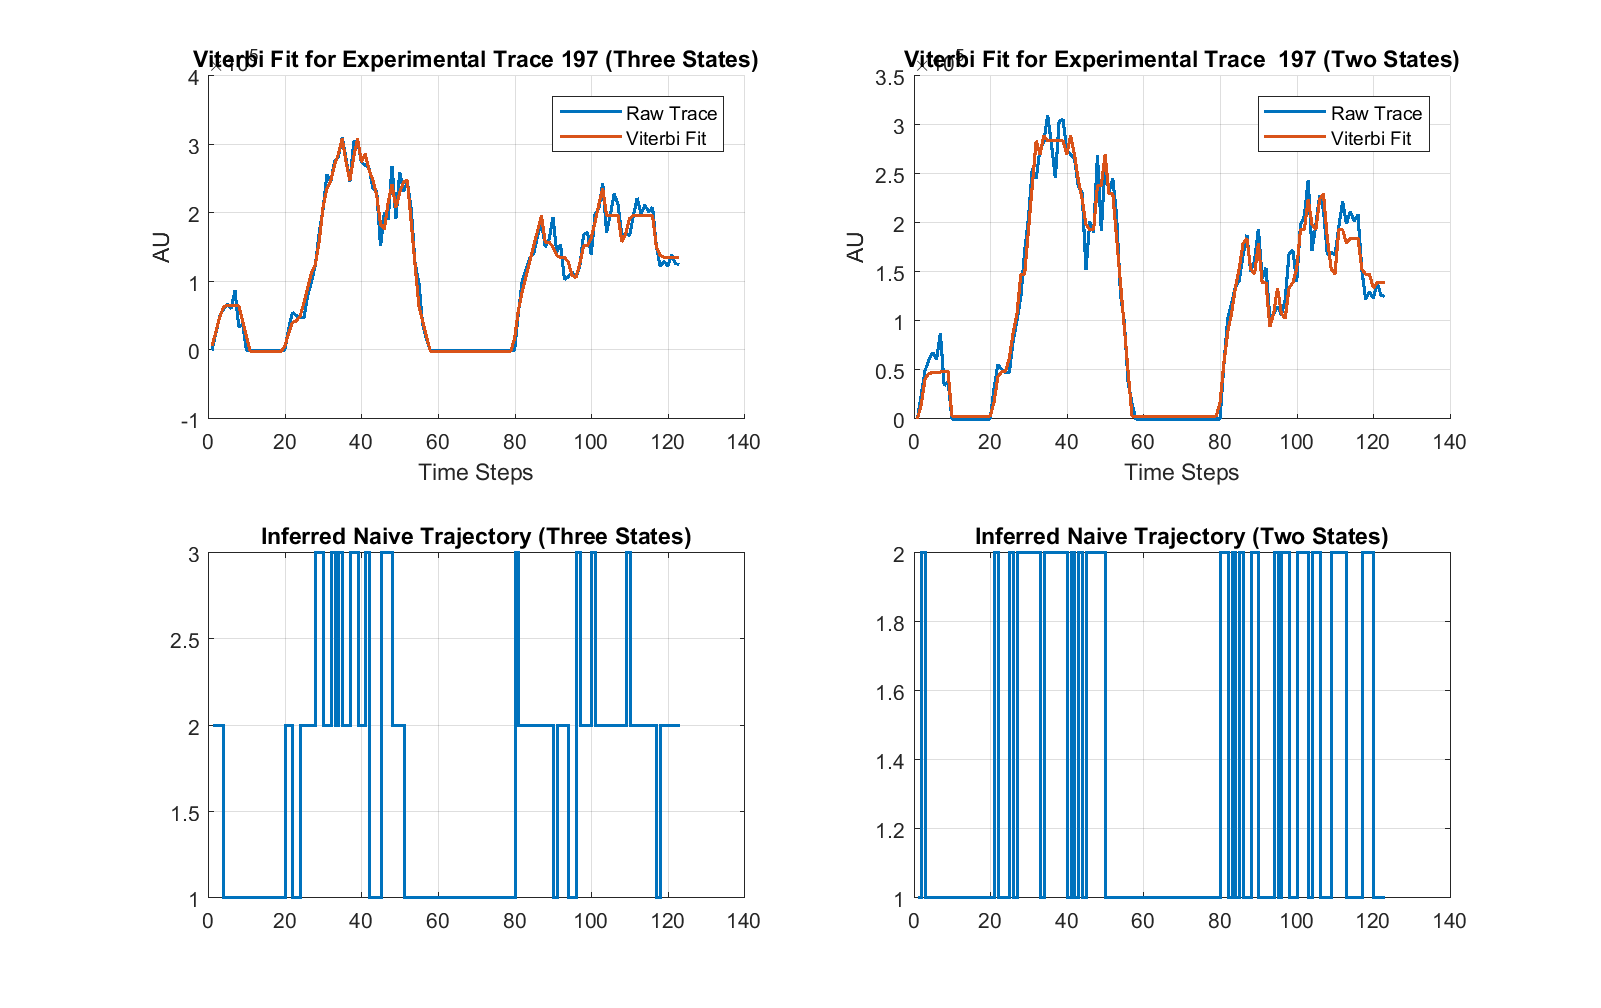 Viterbi Fit for Experimental Trace 197 (Three States)
×10^5
4
3
2
1
0
-1
AU
0 20 40 60 80 100 120 140
Time Steps
Raw Trace
Viterbi Fit
Viterbi Fit for Experimental Trace 197 (Two States)
×10^5
3.5
3
2.5
2
1.5
1
0.5
0
AU
0 20 40 60 80 100 120 140
Time Steps
Raw Trace
Viterbi Fit
Inferred Naive Trajectory (Three States)
3
2.5
2
1.5
1
0 20 40 60 80 100 120 140
Inferred Naive Trajectory (Two States)
2
1.8
1.6
1.4
1.2
1
0 20 40 60 80 100 120 140